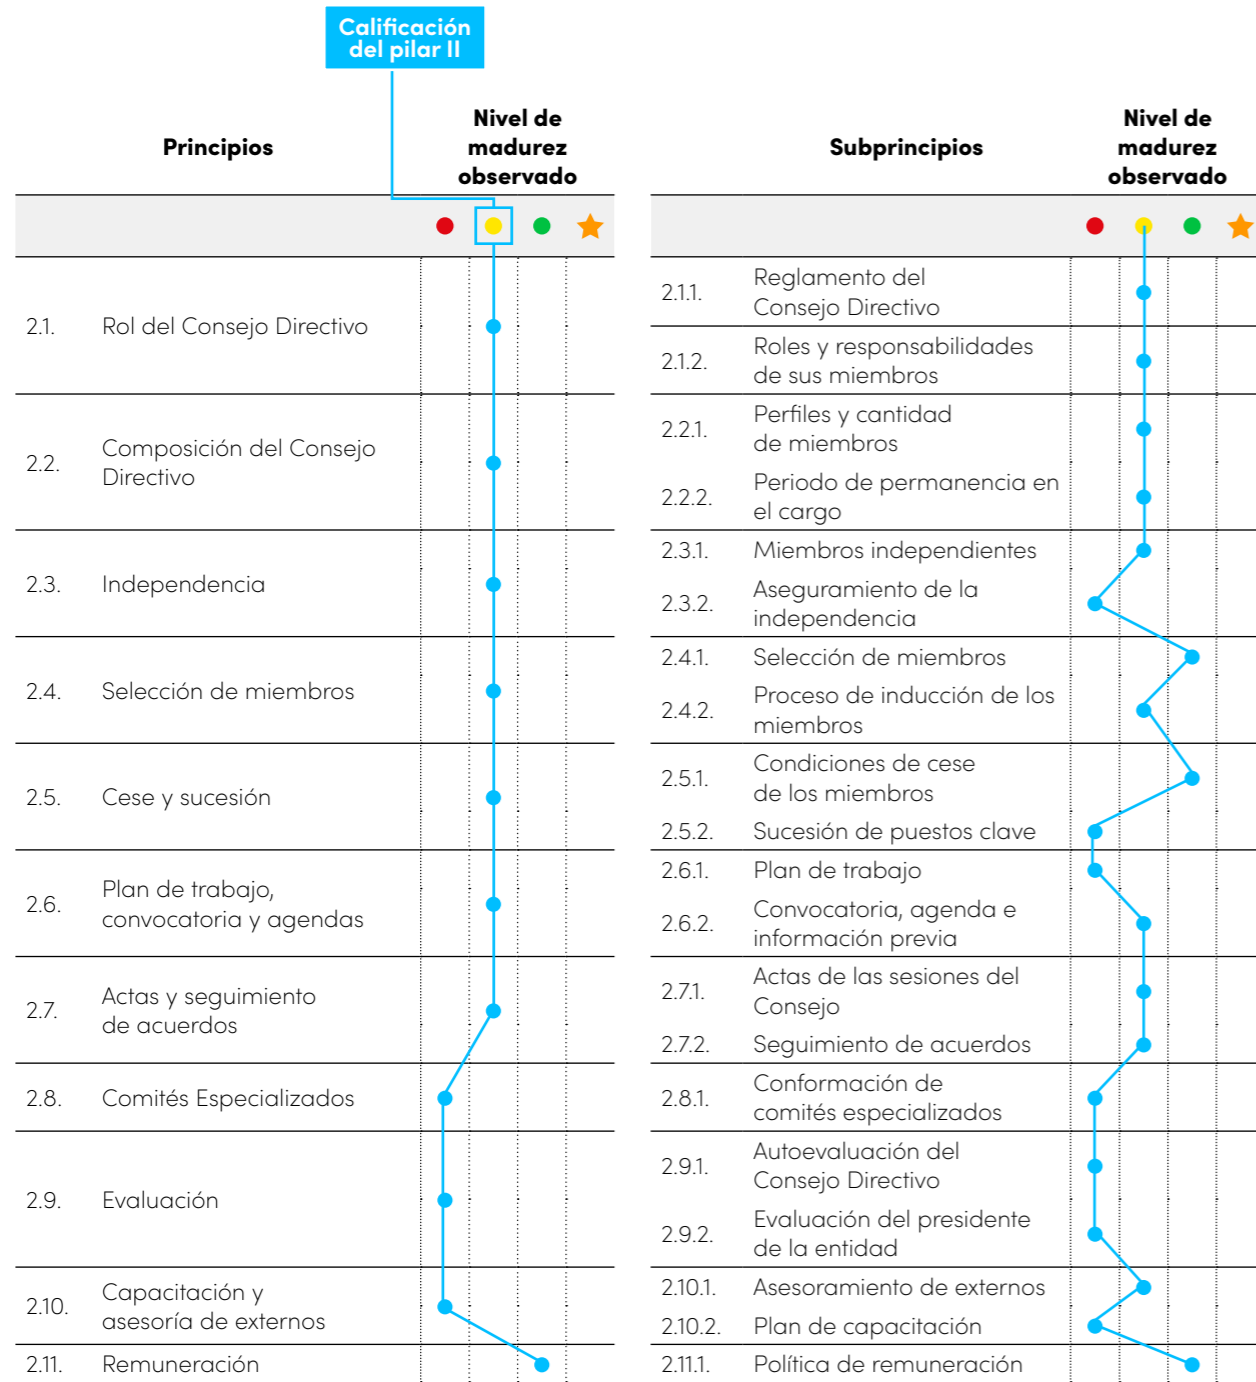 Calificación
del pilar II
Principios
Nivel de
madurez
observado
2.1. Rol del Consejo Directivo
2.2. Composición del Consejo
Directivo
2.3. Independencia
2.4. Selección de miembros
2.5. Cese y sucesión
2.6. Plan de trabajo,
convocatoria y agendas
2.7. Actas y seguimiento
de acuerdos
2.8. Comités Especializados
2.9. Evaluación
2.10. Capacitación y
asesoría de externos
2.11. Remuneración
Subprincipios
Nivel de
madurez
observado
2.1.1. Reglamento del
Consejo Directivo
2.1.2. Roles y responsabilidades
de sus miembros
2.2.1. Perfiles y cantidad
de miembros
2.2.2. Periodo de permanencia en
el cargo
2.3.1. Miembros independientes
2.3.2. Aseguramiento de la
independencia
2.4.1. Selección de miembros
2.4.2. Proceso de inducción de los
miembros
2.5.1. Condiciones de cese
de los miembros
2.5.2. Sucesión de puestos clave
2.6.1. Plan de trabajo
2.6.2. Convocatoria, agenda e
información previa
2.7.1. Actas de las sesiones del
Consejo
2.7.2. Seguimiento de acuerdos
2.8.1. Conformación de
comités especializados
2.9.1. Autoevaluación del
Consejo Directivo
2.9.2. Evaluación del presidente
de la entidad
2.10.1. Asesoramiento de externos
2.10.2. Plan de capacitación
2.11.1. Política de remuneración